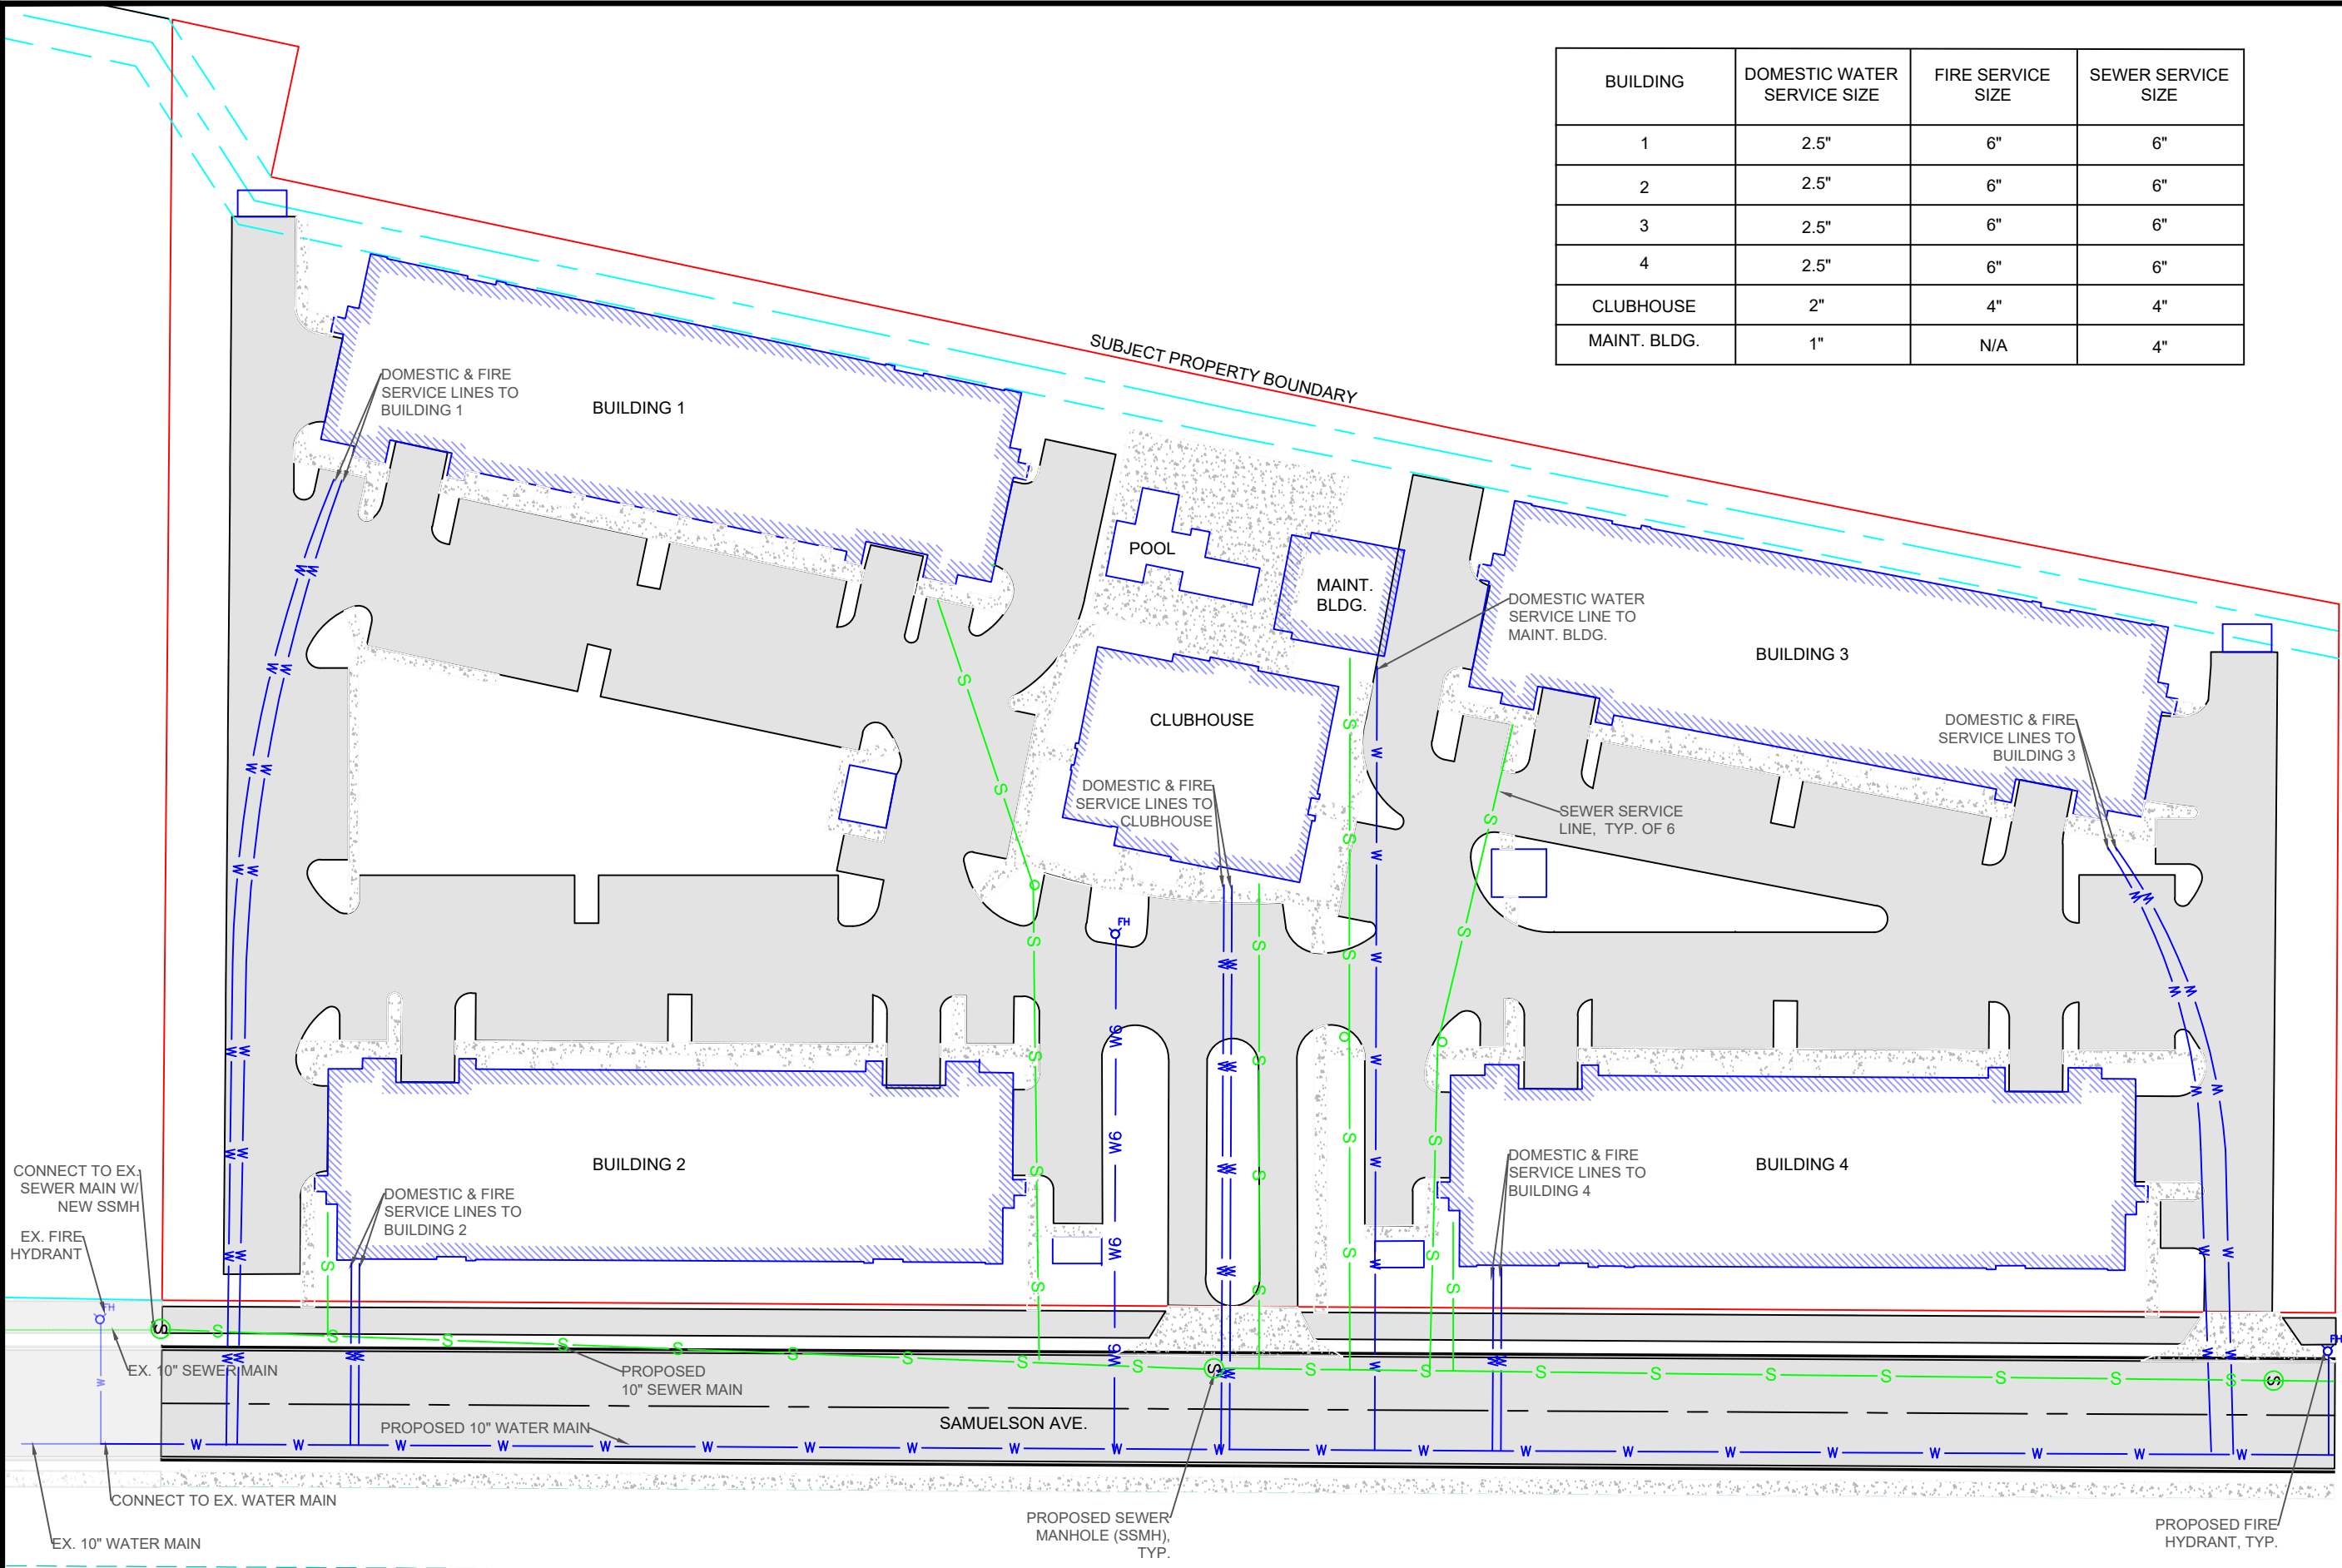 BUILDING
DOMESTIC WATER
SERVICE SIZE
FIRE SERVICE
SIZE
SEWER SERVICE
SIZE
1 2.5" 6" 6"
2 2.5" 6" 6"
3 2.5" 6" 6"
4 2.5" 6" 6"
CLUBHOUSE 2" 4" 4"
MAINT. BLDG. 1" N/A 4"
SUBJECT PROPERTY BOUNDARY
DOMESTIC & FIRE
SERVICE LINES TO
BUILDING 1
BUILDING 1
POOL
MAINT.
BLDG.
DOMESTIC WATER
SERVICE LINE TO
MAINT. BLDG.
BUILDING 3
CLUBHOUSE
DOMESTIC & FIRE
SERVICE LINES TO
BUILDING 3
DOMESTIC & FIRE
SERVICE LINES TO
CLUBHOUSE
SEWER SERVICE
LINE, TYP. OF 6
FH
W6
W6
W6
W6
BUILDING 2
BUILDING 4
DOMESTIC & FIRE
SERVICE LINES TO
BUILDING 4
CONNECT TO EX.
SEWER MAIN W/
NEW SSMH
DOMESTIC & FIRE
SERVICE LINES TO
BUILDING 2
EX. FIRE
HYDRANT
FH
FH
EX. 10" SEWER MAIN
PROPOSED
10" SEWER MAIN
PROPOSED 10" WATER MAIN
SAMUELSON AVE.
CONNECT TO EX. WATER MAIN
EX. 10" WATER MAIN
PROPOSED SEWER
MANHOLE (SSMH),
TYP.
PROPOSED FIRE
HYDRANT, TYP.